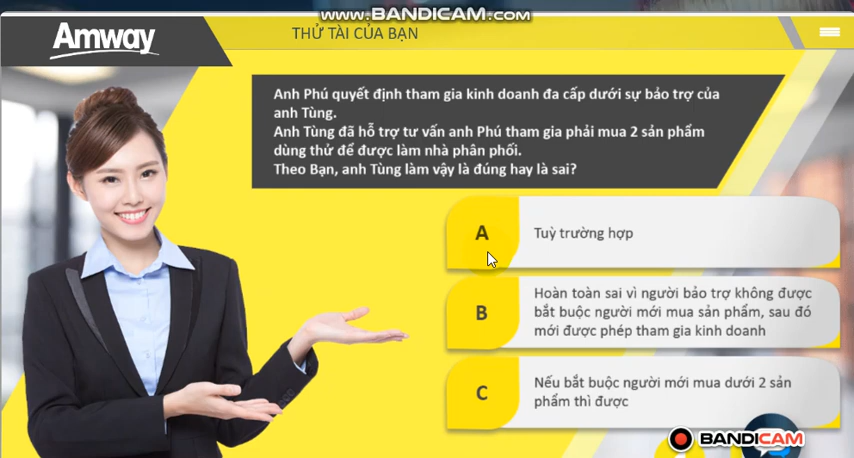 www.BANDICAM.com
Amway
THỬ TÀI CỦA BẠN
Anh Phú quyết định tham gia kinh doanh đa cấp dưới sự bảo trợ của
anh Tùng.
Anh Tùng đã hỗ trợ tư vấn anh Phú tham gia phải mua 2 sản phẩm
dùng thử để được làm nhà phân phối.
Theo Bạn, anh Tùng làm vậy là đúng hay là sai?
A
Tuỳ trường hợp
B
Hoàn toàn sai vì người bảo trợ không được
bắt buộc người mới mua sản phẩm, sau đó
mới được phép tham gia kinh doanh
C
Nếu bắt buộc người mới mua dưới 2 sản
phẩm thì được
BANDICAM